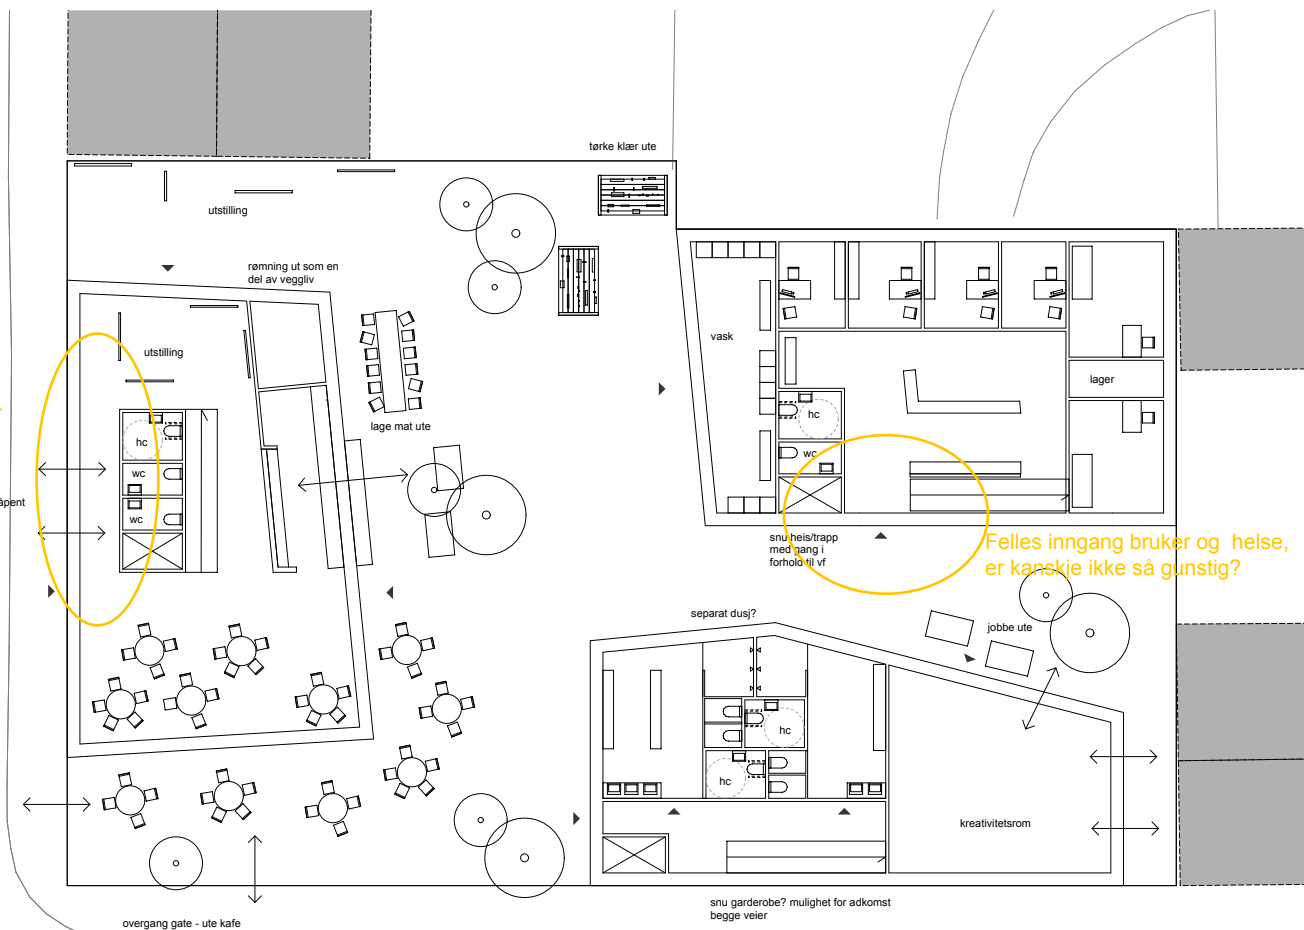 tørke klær ute
utstilling
rømning ut som en
del av veggliv
utstilling
vask
lager
hc
lage mat ute
hc
wc
wc
wc
åpent
snu heis/trapp
med gang i
forhold til vf
Felles inngang bruker og helse,
er kanskje ikke så gunstig?
separat dusj?
jobbe ute
hc
hc
kreativitetsrom
snu garderobe? mulighet for adkomst
begge veier
overgang gate - ute kafe